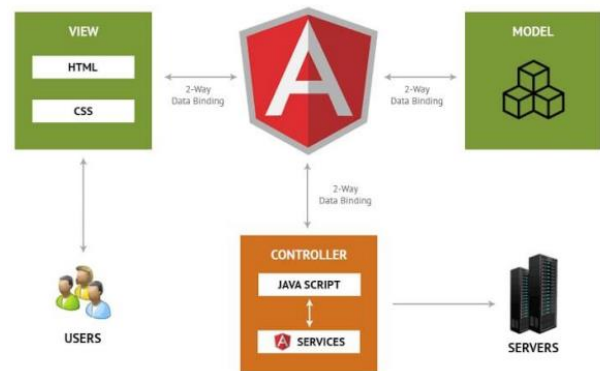 VIEW
HTML
CSS
2-Way
Data Binding
A
2-Way
Data Binding
MODEL
2-Way
Data Binding
USERS
CONTROLLER
JAVA SCRIPT
SERVICES
SERVERS